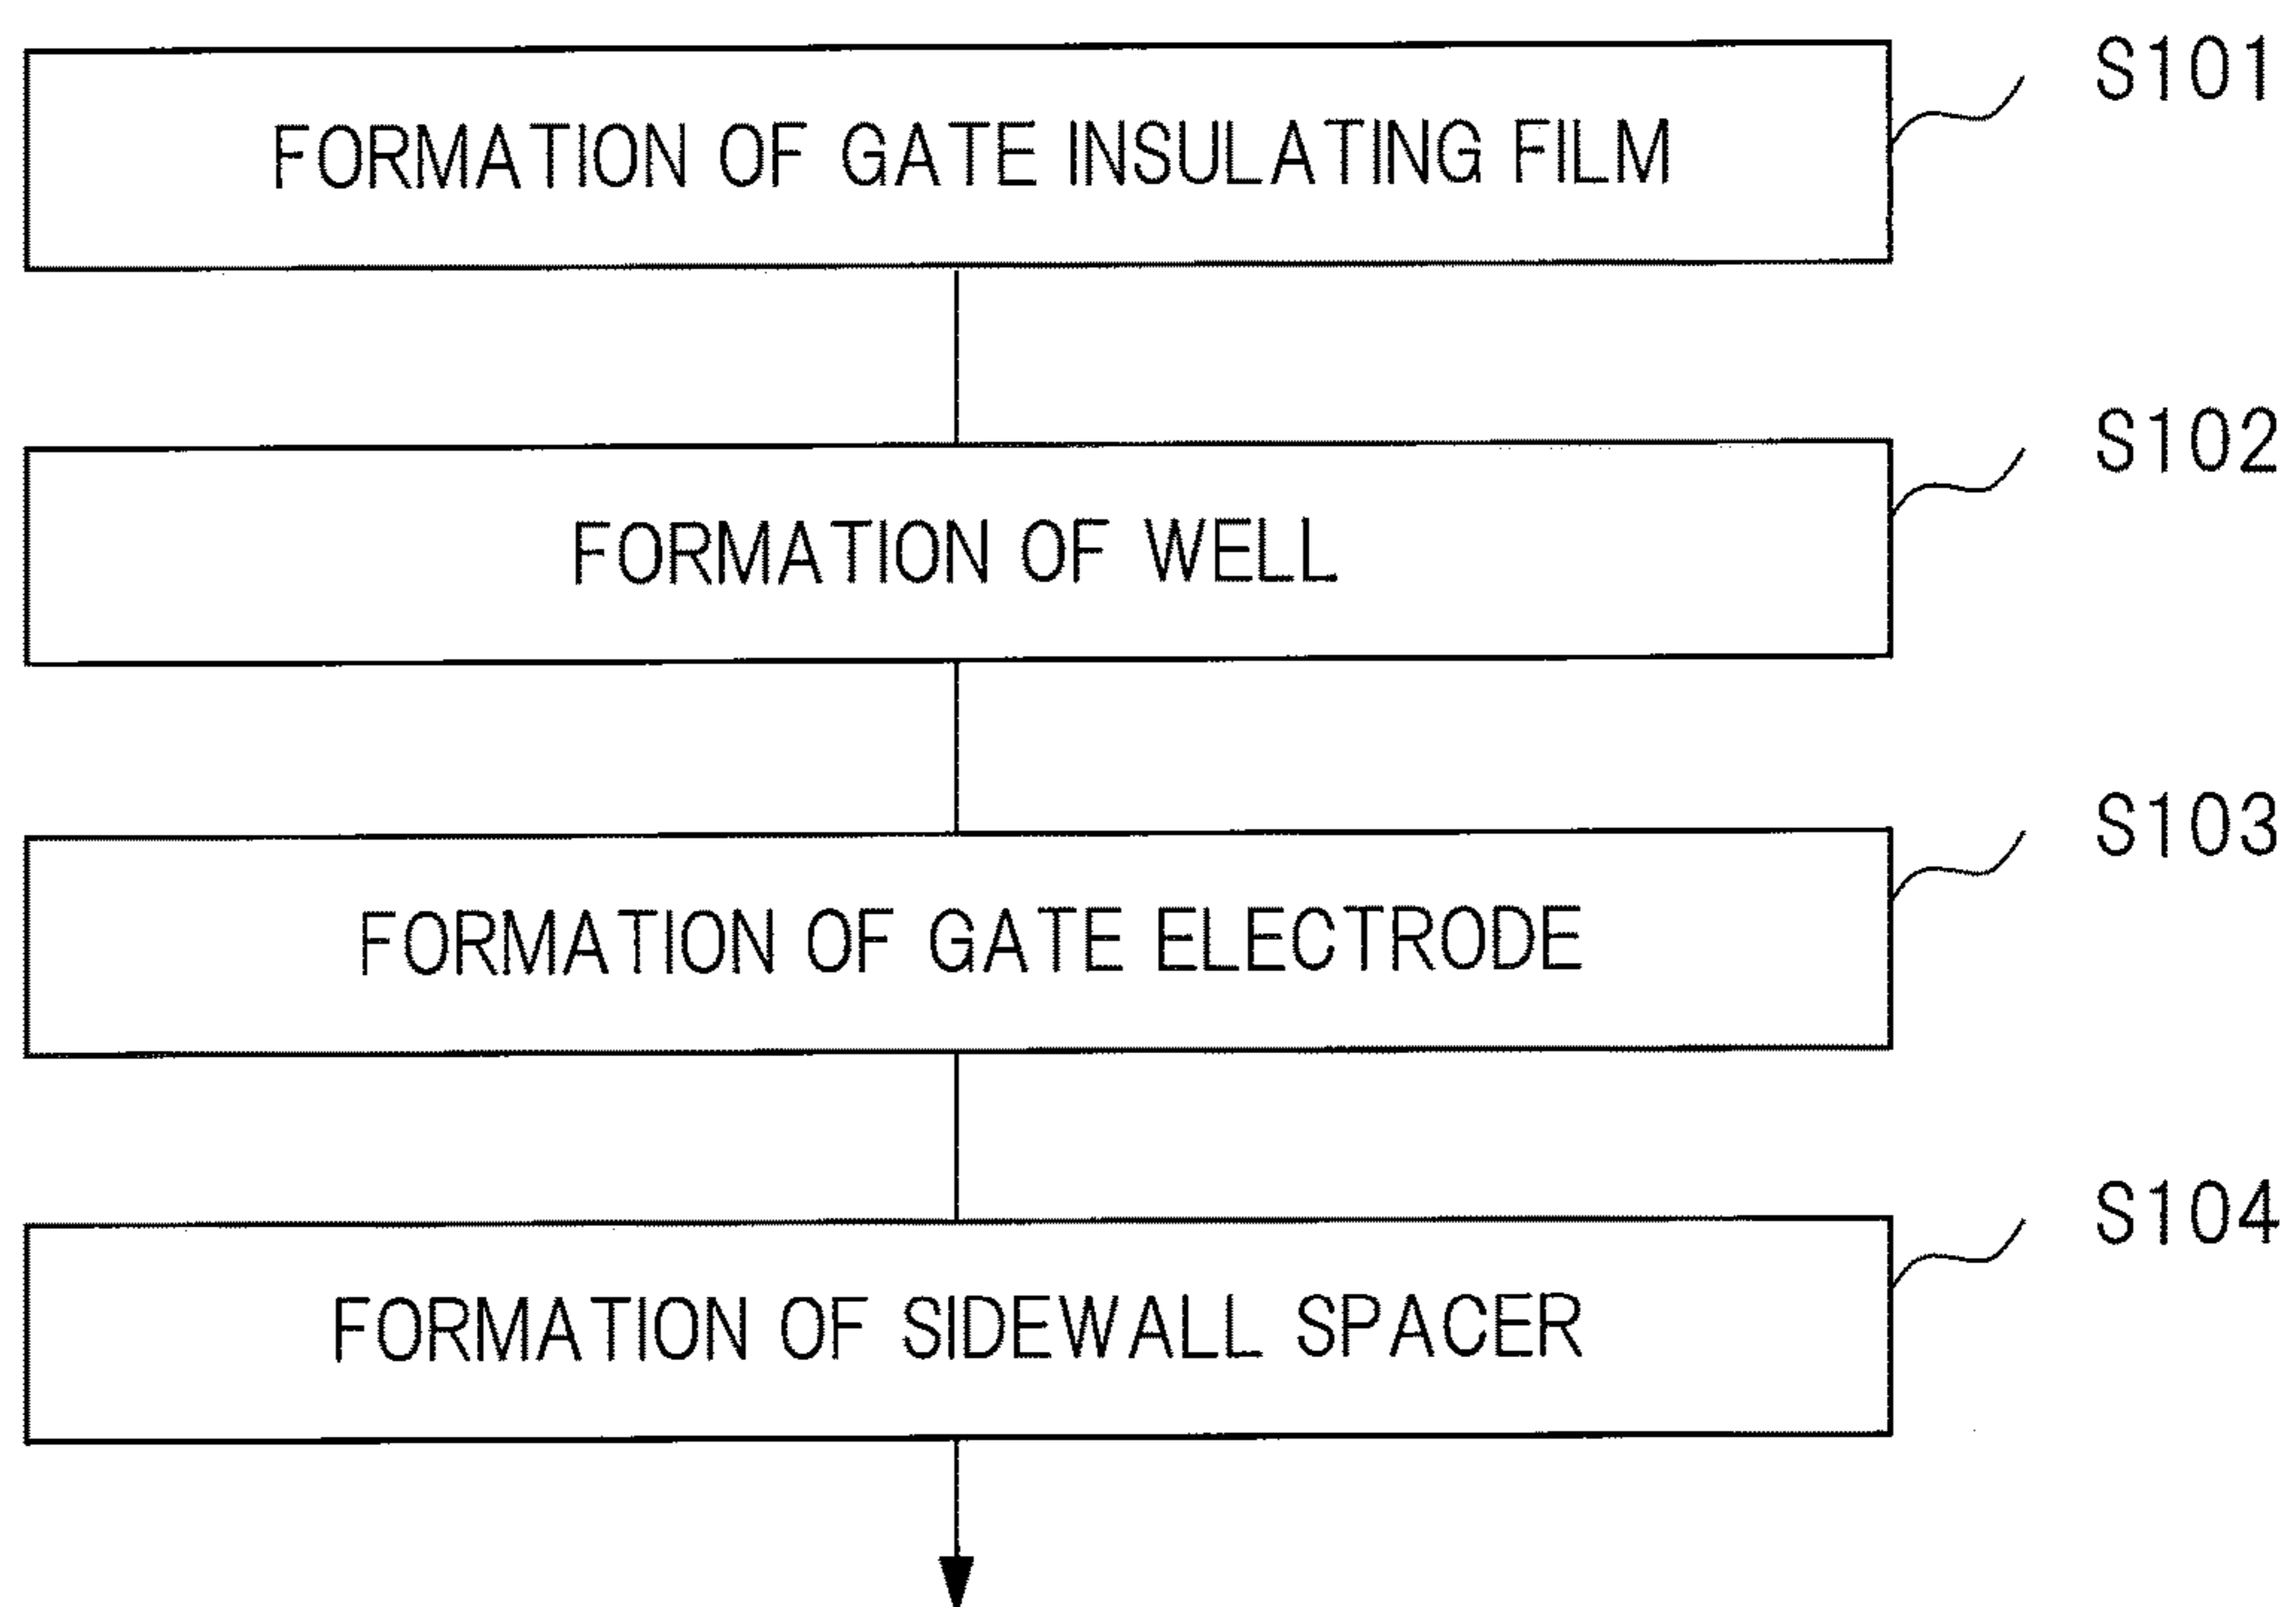 S101
FORMATION OF GATE INSULATING FILM
S102
FORMATION OF WELL
S103
FORMATION OF GATE ELECTRODE
S104
FORMATION OF SIDEWALL SPACER